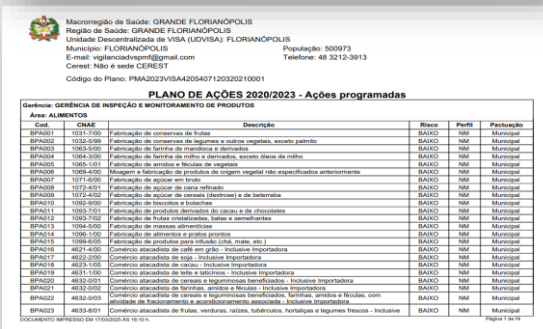 Macrorregião de Saúde: GRANDE FLORIANÓPOLIS
Região de Saúde: GRANDE FLORIANÓPOLIS
Unidade Descentralizada de VISA (UDVISA): FLORIANÓPOLIS
Município: FLORIANÓPOLIS População: 500973
E-mail: vigilanciadvspmf@gmail.com Telefone: 48 3212-3913
Cerest: Não é sede CEREST
Código do Plano: PMA2023VISA4205407120320210001
PLANO DE AÇÕES 2020/2023 - Ações programadas
Gerência: GERÊNCIA DE INSPEÇÃO E MONITORAMENTO DE PRODUTOS
Área: ALIMENTOS
Cod. CNAE Descrição Risco Perfil Pactuação
BPA001 1031-7/00 Fabricação de conservas de frutas BAIXO NM Municipal
BPA002 1032-5/99 Fabricação de conservas de legumes e outros vegetais, exceto palmito BAIXO NM Municipal
BPA003 1063-5/00 Fabricação de farinha de mandioca e derivados BAIXO NM Municipal
BPA004 1064-3/00 Fabricação de farinha de milho e derivados, exceto óleos de milho BAIXO NM Municipal
BPA005 1065-1/01 Fabricação de amidos e féculas de vegetais BAIXO NM Municipal
BPA006 1069-4/00 Moagem e fabricação de produtos de origem vegetal não especificados anteriormente BAIXO NM Municipal
BPA007 1071-6/00 Fabricação de açúcar em bruto BAIXO NM Municipal
BPA008 1072-4/01 Fabricação de açúcar de cana refinado BAIXO NM Municipal
BPA009 1072-4/02 Fabricação de açúcar de cereais (dextrose) e de beterraba BAIXO NM Municipal
BPA010 1092-9/00 Fabricação de biscoitos e bolachas BAIXO NM Municipal
BPA011 1093-7/01 Fabricação de produtos derivados do cacau e de chocolates BAIXO NM Municipal
BPA012 1093-7/02 Fabricação de frutas cristalizadas, balas e semelhantes BAIXO NM Municipal
BPA013 1094-5/00 Fabricação de massas alimentícias BAIXO NM Municipal
BPA014 1096-1/00 Fabricação de alimentos e pratos prontos BAIXO NM Municipal
BPA015 1099-6/05 Fabricação de produtos para infusão (chá, mate, etc.) BAIXO NM Municipal
BPA016 4621-4/00 Comércio atacadista de café em grão - Inclusive Importadora BAIXO NM Municipal
BPA017 4622-2/00 Comércio atacadista de soja - Inclusive Importadora BAIXO NM Municipal
BPA018 4623-1/05 Comércio atacadista de cacau - Inclusive Importadora BAIXO NM Municipal
BPA019 4631-1/00 Comércio atacadista de leite e laticínios - Inclusive Importadora BAIXO NM Municipal
BPA020 4632-0/01 Comércio atacadista de cereais e leguminosas beneficiados - Inclusive Importadora BAIXO NM Municipal
BPA021 4632-0/02 Comércio atacadista de farinhas, amidos e féculas - Inclusive Importadora BAIXO NM Municipal
BPA022 4632-0/03 Comércio atacadista de cereais e leguminosas beneficiados, farinhas, amidos e féculas, com atividade de fracionamento e acondicionamento associada - Inclusive Importadora BAIXO NM Municipal
BPA023 4633-8/01 Comércio atacadista de frutas, verduras, raízes, tubérculos, hortaliças e legumes frescos - Inclusive BAIXO NM Municipal
DOCUMENTO IMPRESSO EM 17/03/2025 ÁS 16:10 h. Página 1 de 19